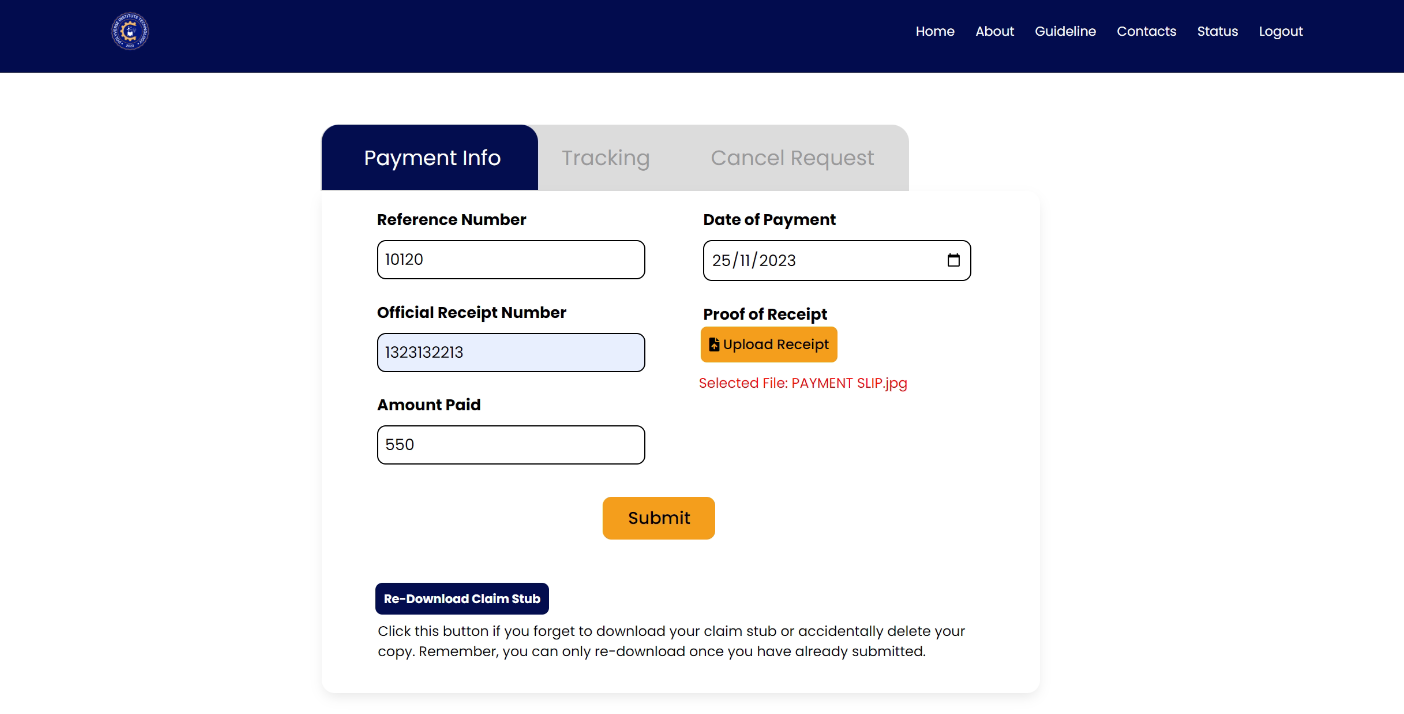 Home About Guideline Contacts Status Logout
Payment Info Tracking Cancel Request
Reference Number
10120
Date of Payment
25/11/2023
Official Receipt Number
1323132213
Proof of Receipt
Upload Receipt
Selected File: PAYMENT SLIP.jpg
Amount Paid
550
Submit
Re-Download Claim Stub
Click this button if you forget to download your claim stub or accidentally delete your
copy. Remember, you can only re-download once you have already submitted.